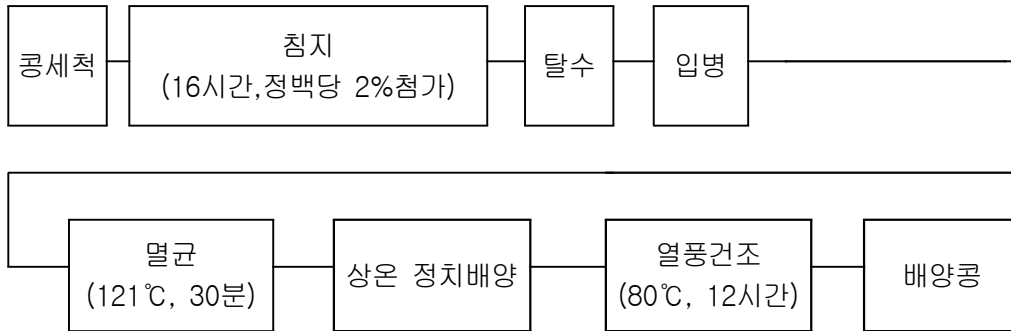 콩세척
침지
(16시간,정백당 2%첨가)
탈수
입병
멸균
(121℃, 30분)
상온 정치배양
열풍건조
(80℃, 12시간)
배양콩